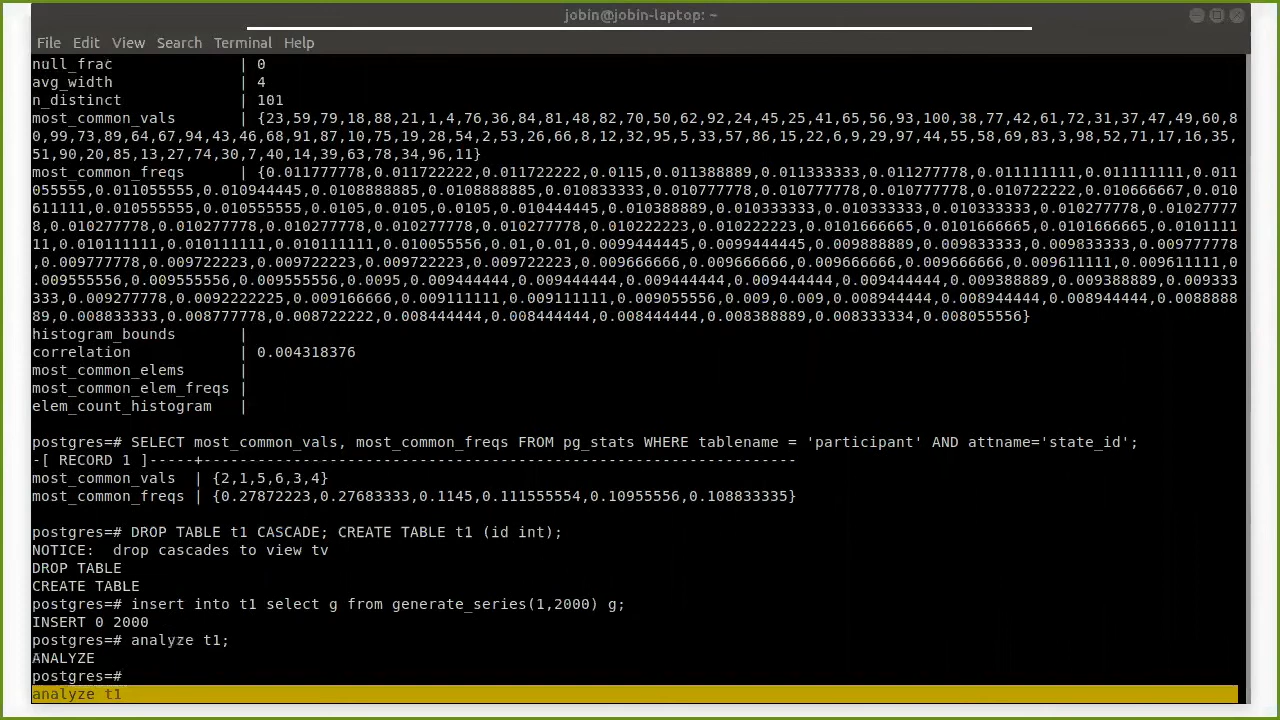 jobin@jobin-laptop: ~
File Edit View Search Terminal Help
null_frac | 0
avg_width | 4
n_distinct | 101
most_common_vals | {23,59,79,18,88,21,1,4,76,36,84,81,48,82,70,50,62,92,24,45,25,41,65,56,93,100,38,77,42,61,72,31,37,47,49,60,8
0,99,73,89,64,67,94,43,46,68,91,87,10,75,19,28,54,2,53,26,66,8,12,32,95,5,33,57,86,15,22,6,9,29,97,44,55,58,69,83,3,98,52,71,17,16,35,
51,90,20,85,13,27,74,30,7,40,14,39,63,78,34,96,11}
most_common_freqs | {0.011777778,0.011722222,0.011722222,0.0115,0.011388889,0.011333333,0.011277778,0.011111111,0.011111111,0.011
055555,0.011055555,0.010944445,0.0108888885,0.0108888885,0.010833333,0.010777778,0.010777778,0.010777778,0.010722222,0.010666667,0.010
611111,0.010555555,0.010555555,0.0105,0.0105,0.0105,0.010444445,0.010388889,0.010333333,0.010333333,0.010333333,0.010277778,0.01027777
8,0.010277778,0.010277778,0.010277778,0.010277778,0.010277778,0.010222223,0.010222223,0.0101666665,0.0101666665,0.0101666665,0.0101111
11,0.010111111,0.010111111,0.010111111,0.010055556,0.01,0.01,0.0099444445,0.0099444445,0.009888889,0.009833333,0.009833333,0.009777778
,0.009777778,0.009722223,0.009722223,0.009722223,0.009722223,0.009666666,0.009666666,0.009666666,0.009666666,0.009611111,0.009611111,0
.009555556,0.009555556,0.009555556,0.0095,0.009444444,0.009444444,0.009444444,0.009444444,0.009444444,0.009388889,0.009388889,0.009333
333,0.009277778,0.0092222225,0.009166666,0.009111111,0.009111111,0.009055556,0.009,0.009,0.008944444,0.008944444,0.008944444,0.0088888
89,0.008833333,0.008777778,0.008722222,0.008444444,0.008444444,0.008444444,0.008388889,0.008333334,0.008055556}
histogram_bounds |
correlation | 0.004318376
most_common_elems |
most_common_elem_freqs |
elem_count_histogram |
postgres=# SELECT most_common_vals, most_common_freqs FROM pg_stats WHERE tablename = 'participant' AND attname='state_id';
-[ RECORD 1 ]-----+------------------------------------------------------------------
most_common_vals | {2,1,5,6,3,4}
most_common_freqs | {0.27872223,0.27683333,0.1145,0.111555554,0.10955556,0.108833335}
postgres=# DROP TABLE t1 CASCADE; CREATE TABLE t1 (id int);
NOTICE: drop cascades to view tv
DROP TABLE
CREATE TABLE
postgres=# insert into t1 select g from generate_series(1,2000) g;
INSERT 0 2000
postgres=# analyze t1;
ANALYZE
postgres=#
analyze t1